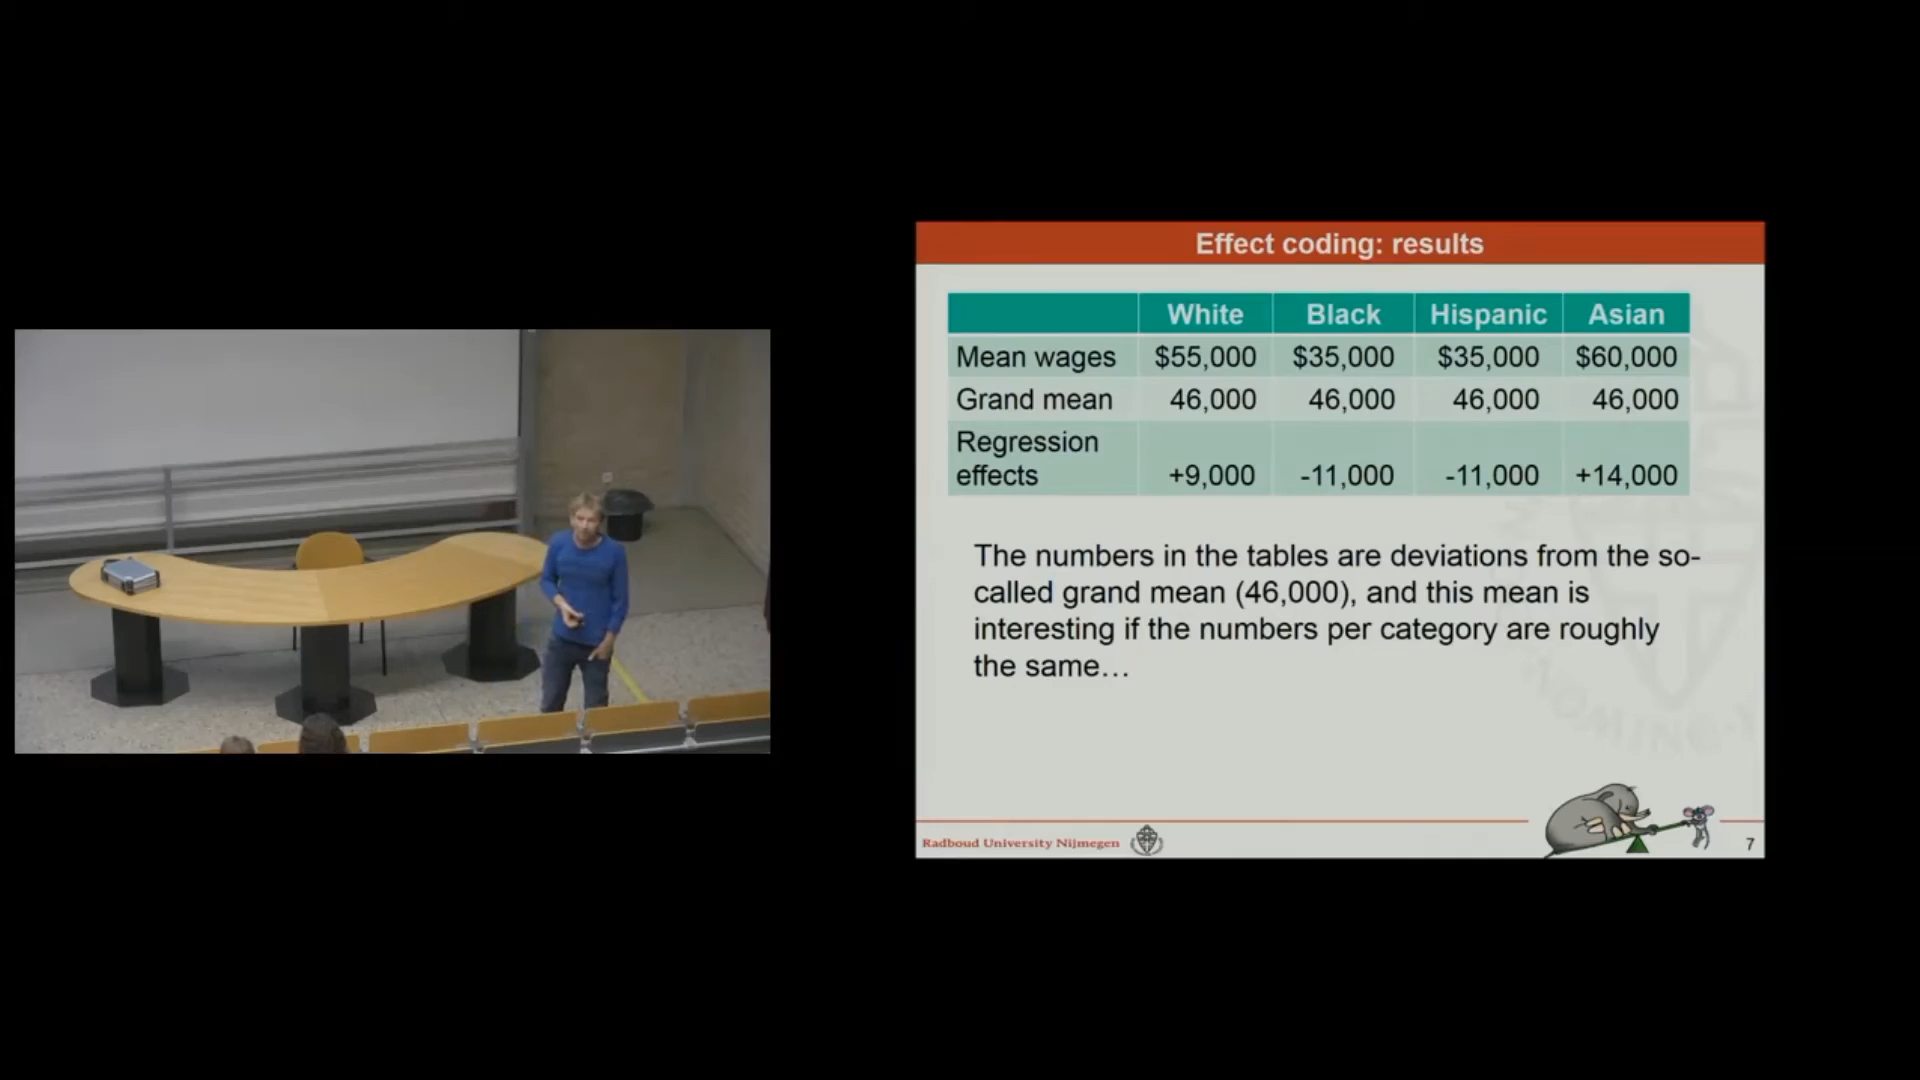 Effect coding: results
White Black Hispanic Asian
Mean wages $55,000 $35,000 $35,000 $60,000
Grand mean 46,000 46,000 46,000 46,000
Regression
effects +9,000 -11,000 -11,000 +14,000
The numbers in the tables are deviations from the so-
called grand mean (46,000), and this mean is
interesting if the numbers per category are roughly
the same…
Radboud University Nijmegen
7